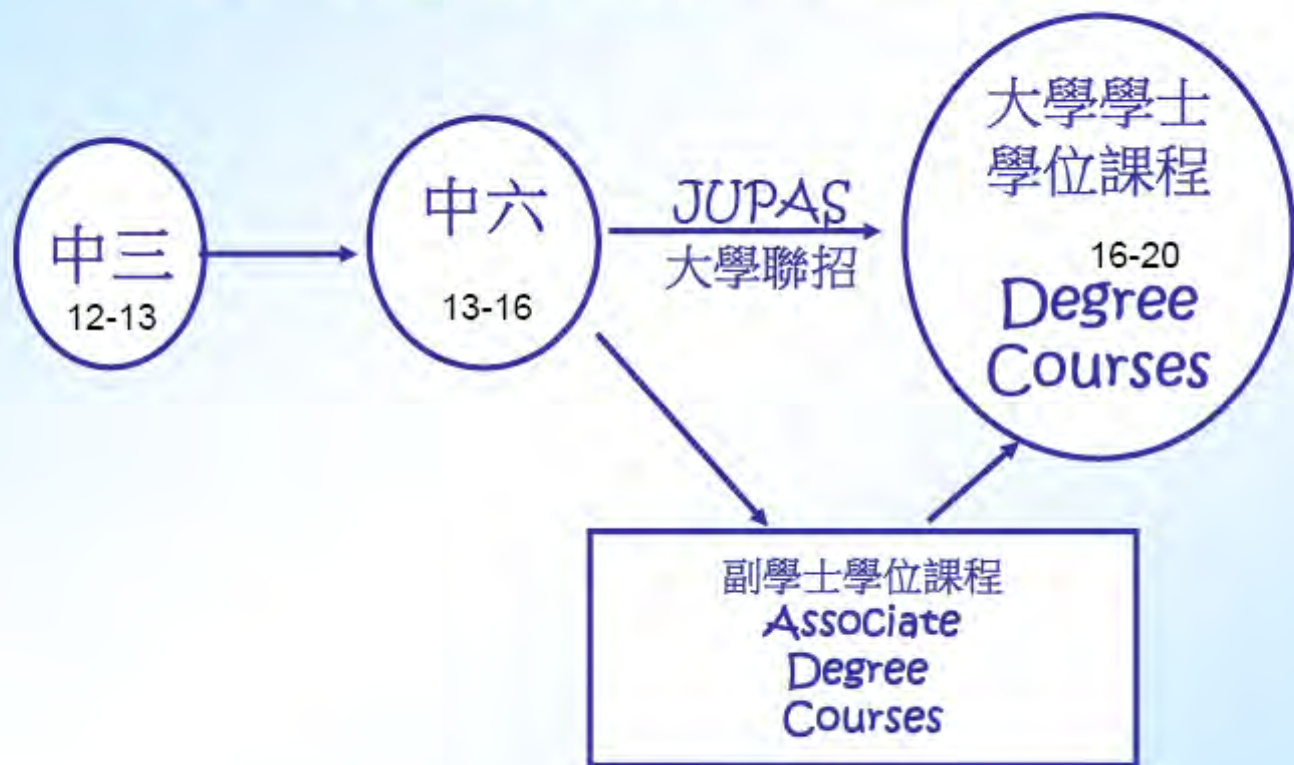 中三
12-13
中六
13-16
JUPAS
大學聯招
大學學士
學位課程
16-20
Degree
Courses
副學士學位課程
Associate
Degree
Courses